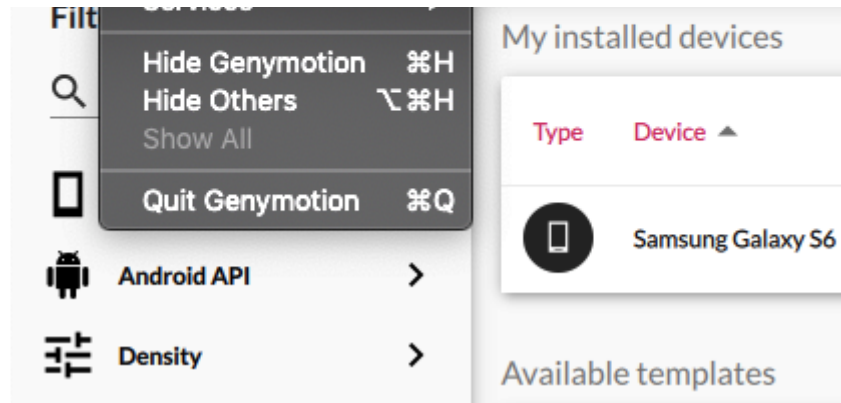 Filt
Services
Hide Genymotion ⌘H
Hide Others ⌥⌘H
Show All
Quit Genymotion ⌘Q
Android API
Density
My installed devices
Type Device
Samsung Galaxy S6
Available templates